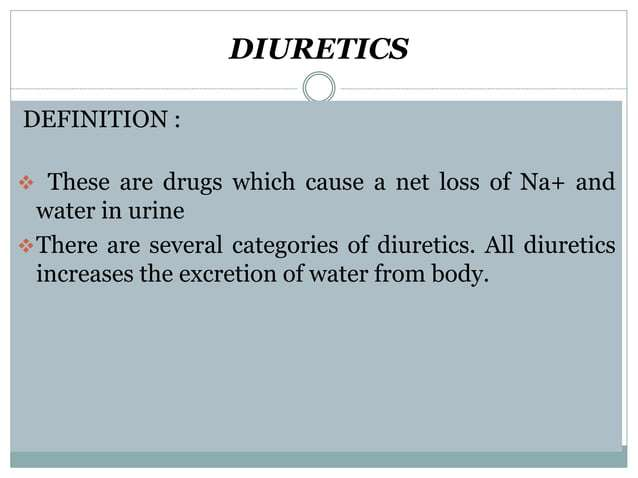 DIURETICS
DEFINITION :
❖ These are drugs which cause a net loss of Na+ and
water in urine
❖There are several categories of diuretics. All diuretics
increases the excretion of water from body.